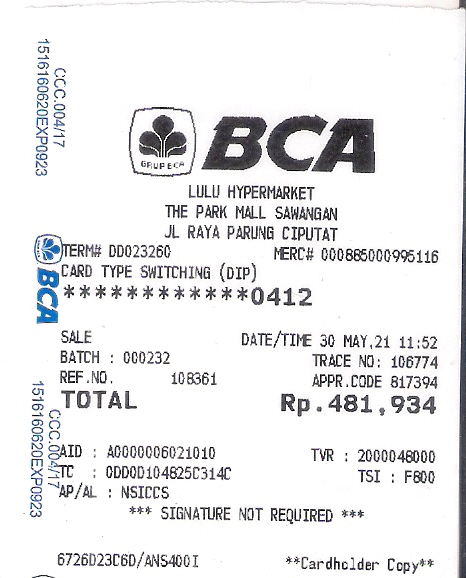 CCC.004/17
1516160620EXP0923
GRUP BCA
BCA
LULU HYPERMARKET
THE PARK MALL SAWANGAN
JL RAYA PARUNG CIPUTAT
TERM# DD023260 MERC# 000885000995116
CARD TYPE SWITCHING (DIP)
************0412
BCA
SALE DATE/TIME 30 MAY,21 11:52
BATCH : 000232 TRACE NO: 106774
REF.NO. 108361 APPR.CODE 817394
TOTAL Rp.481,934
CCC.004/17
1516160620EXP0923
AID : A0000006021010 TVR : 2000048000
TC : 0DD0D104825C314C TSI : F800
AP/AL : NSICCS
*** SIGNATURE NOT REQUIRED ***
6726D23C6D/ANS400I **Cardholder Copy**